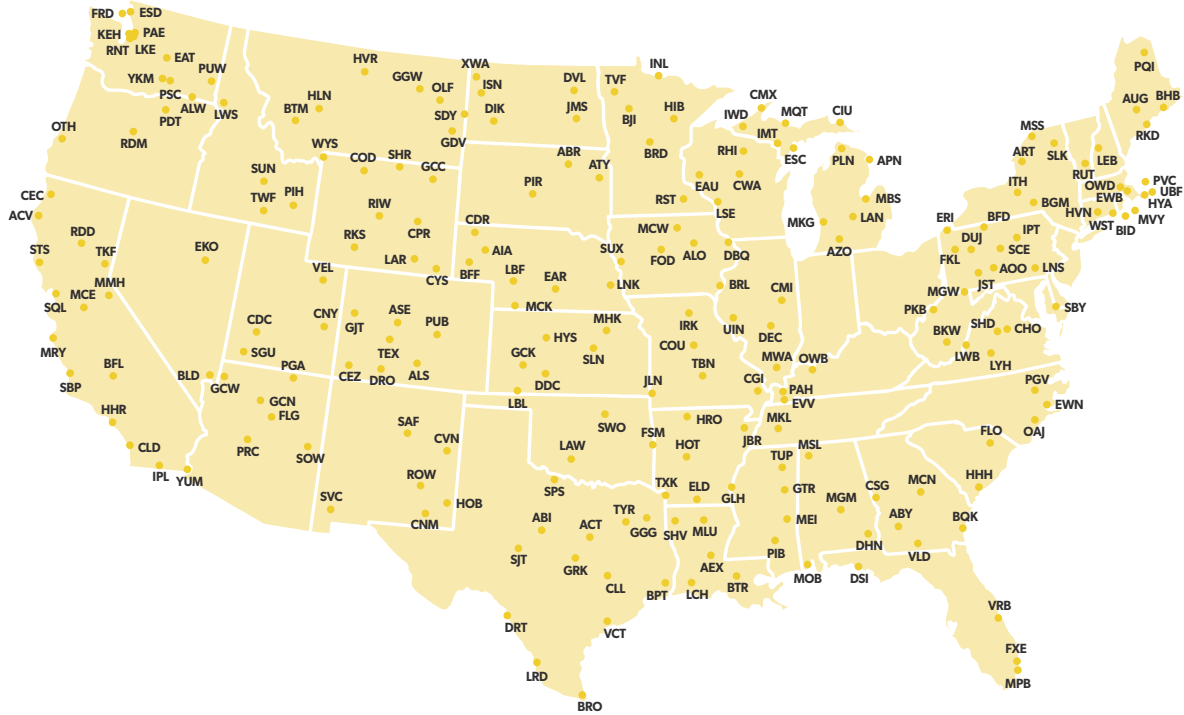 FRD
ESD
KEH
PAE
RNT
LKE
EAT
YKM
PUW
PSC
ALW
PDT
LWS
OTH
RDM
HVR
GGW
XWA
ISN
OLF
HLN
BTM
SDY
DIK
GDV
WYS
DVL
TVF
INL
JMS
BJI
HIB
BRD
ABR
ATY
PIR
CMX
IWD
MQT
CIU
IMT
ESC
RHI
PLN
APN
EAU
CWA
RST
LSE
MBS
MKG
LAN
AZO
PQI
AUG
BHB
RKD
MSS
ART
SLK
LEB
RUT
ITH
OWD
PVC
EWB
UBF
HYA
BGM
HVN
WST
BID
MVY
SUN
TWF
PIH
COD
SHR
GCC
RIW
CPR
RKS
LAR
CYS
CDR
AIA
BFF
LBF
EAR
MCK
CEC
ACV
RDD
STS
TKF
MMH
MCE
SQL
MRY
BFL
SBP
HHR
CLD
IPL
YUM
EKO
BLD
GCW
VEL
CNY
CDC
SGU
PGA
GJT
ASE
PUB
TEX
CEZ
DRO
ALS
GCN
FLG
PRC
SOW
SAF
CVN
ROW
HOB
SVC
CNM
SUX
MCW
FOD
ALO
DBQ
LNK
BRL
MHK
HYS
SLN
GCK
DDC
LBL
IRK
COU
TBN
JLN
CGI
UIN
CMI
DEC
MWA
OWB
PAH
EVV
MKL
ERI
BFD
IPT
DUJ
SCE
FKL
AOO
LNS
JST
MGW
PKB
SBY
BKW
SHD
CHO
LWB
LYH
PGV
EWN
OAJ
FLO
HHH
SWO
LAW
FSM
HRO
HOT
JBR
TXK
ELD
GLH
MSL
TUP
GTR
MEI
PIB
MGM
CSG
MCN
ABY
BQK
DHN
VLD
MOB
DSI
SPS
ABI
ACT
TYR
GGG
SJT
GRK
CLL
SHV
MLU
AEX
BPT
LCH
BTR
DRT
VCT
LRD
BRO
VRB
FXE
MPB